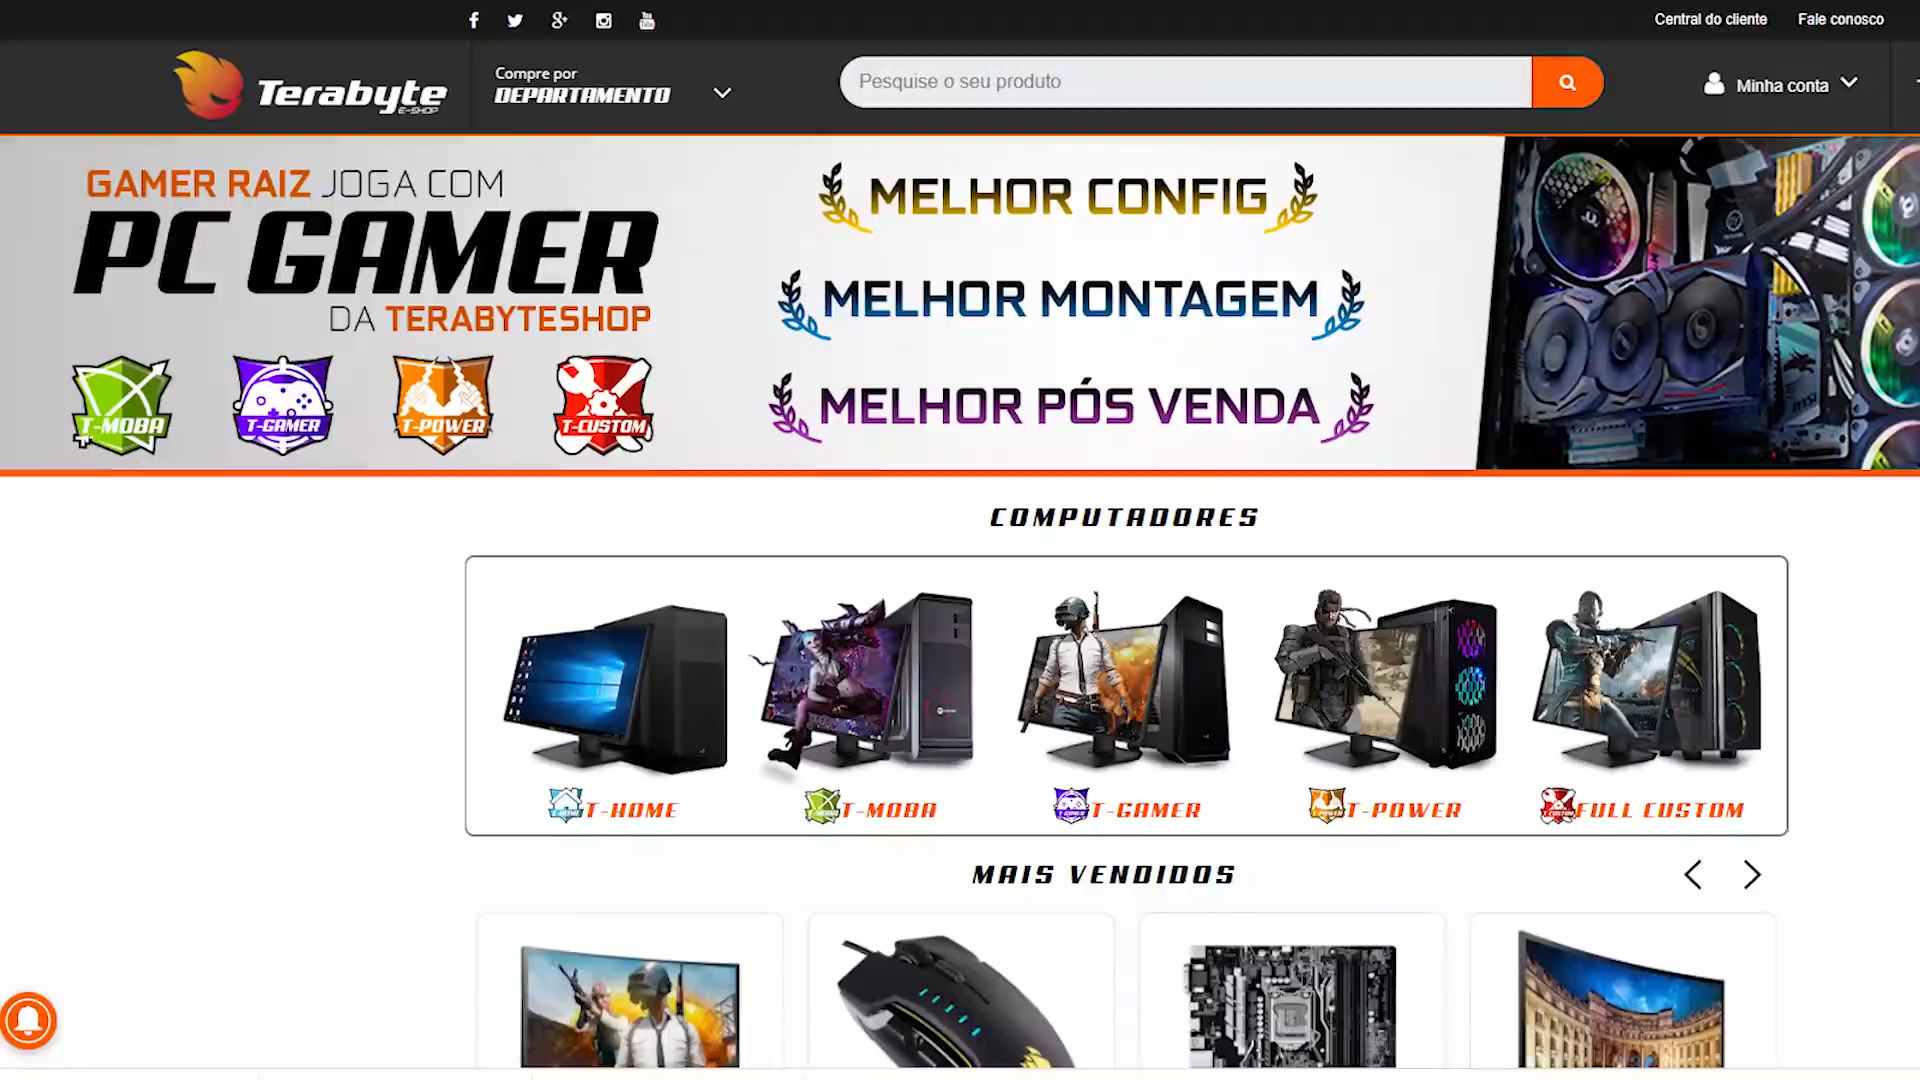 Central do cliente
Fale conosco
Terabyte
E-SHOP
Compre por
DEPARTAMENTO
Pesquise o seu produto
Minha conta
GAMER RAIZ JOGA COM
PC GAMER
DA TERABYTESHOP
T-MOBA
T-GAMER
T-POWER
T-CUSTOM
MELHOR CONFIG
MELHOR MONTAGEM
MELHOR PÓS VENDA
COMPUTADORES
T-HOME
T-MOBA
T-GAMER
T-POWER
FULL CUSTOM
MAIS VENDIDOS